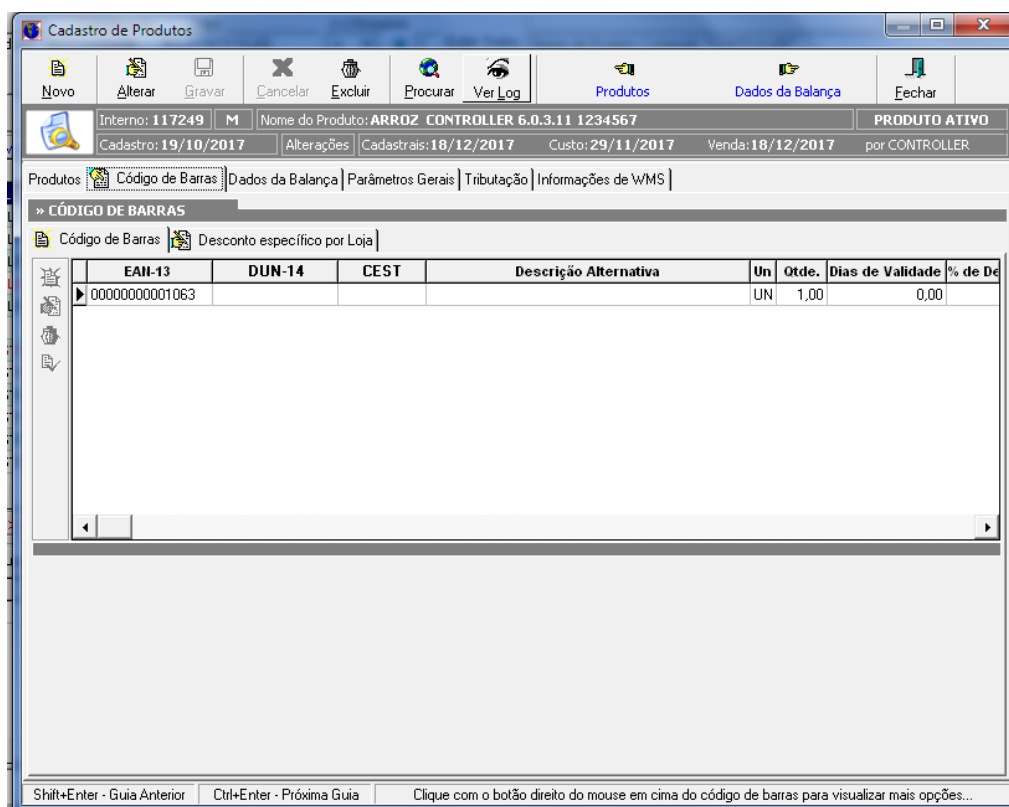 Cadastro de Produtos
Novo Alterar Gravar Cancelar Excluir Procurar Ver Log Produtos Dados da Balança Fechar
Interno: 117249 M Nome do Produto: ARROZ CONTROLLER 6.0.3.11 1234567 PRODUTO ATIVO
Cadastro: 19/10/2017 Alterações Cadastrais: 18/12/2017 Custo: 29/11/2017 Venda: 18/12/2017 por CONTROLLER
Produtos Código de Barras Dados da Balança Parâmetros Gerais Tributação Informações de WMS
» CÓDIGO DE BARRAS
Código de Barras Desconto específico por Loja
EAN-13 DUN-14 CEST Descrição Alternativa Un Qtde. Dias de Validade % de De
00000000001063 UN 1,00 0,00
Shift+Enter - Guia Anterior Ctrl+Enter - Próxima Guia Clique com o botão direito do mouse em cima do código de barras para visualizar mais opções...